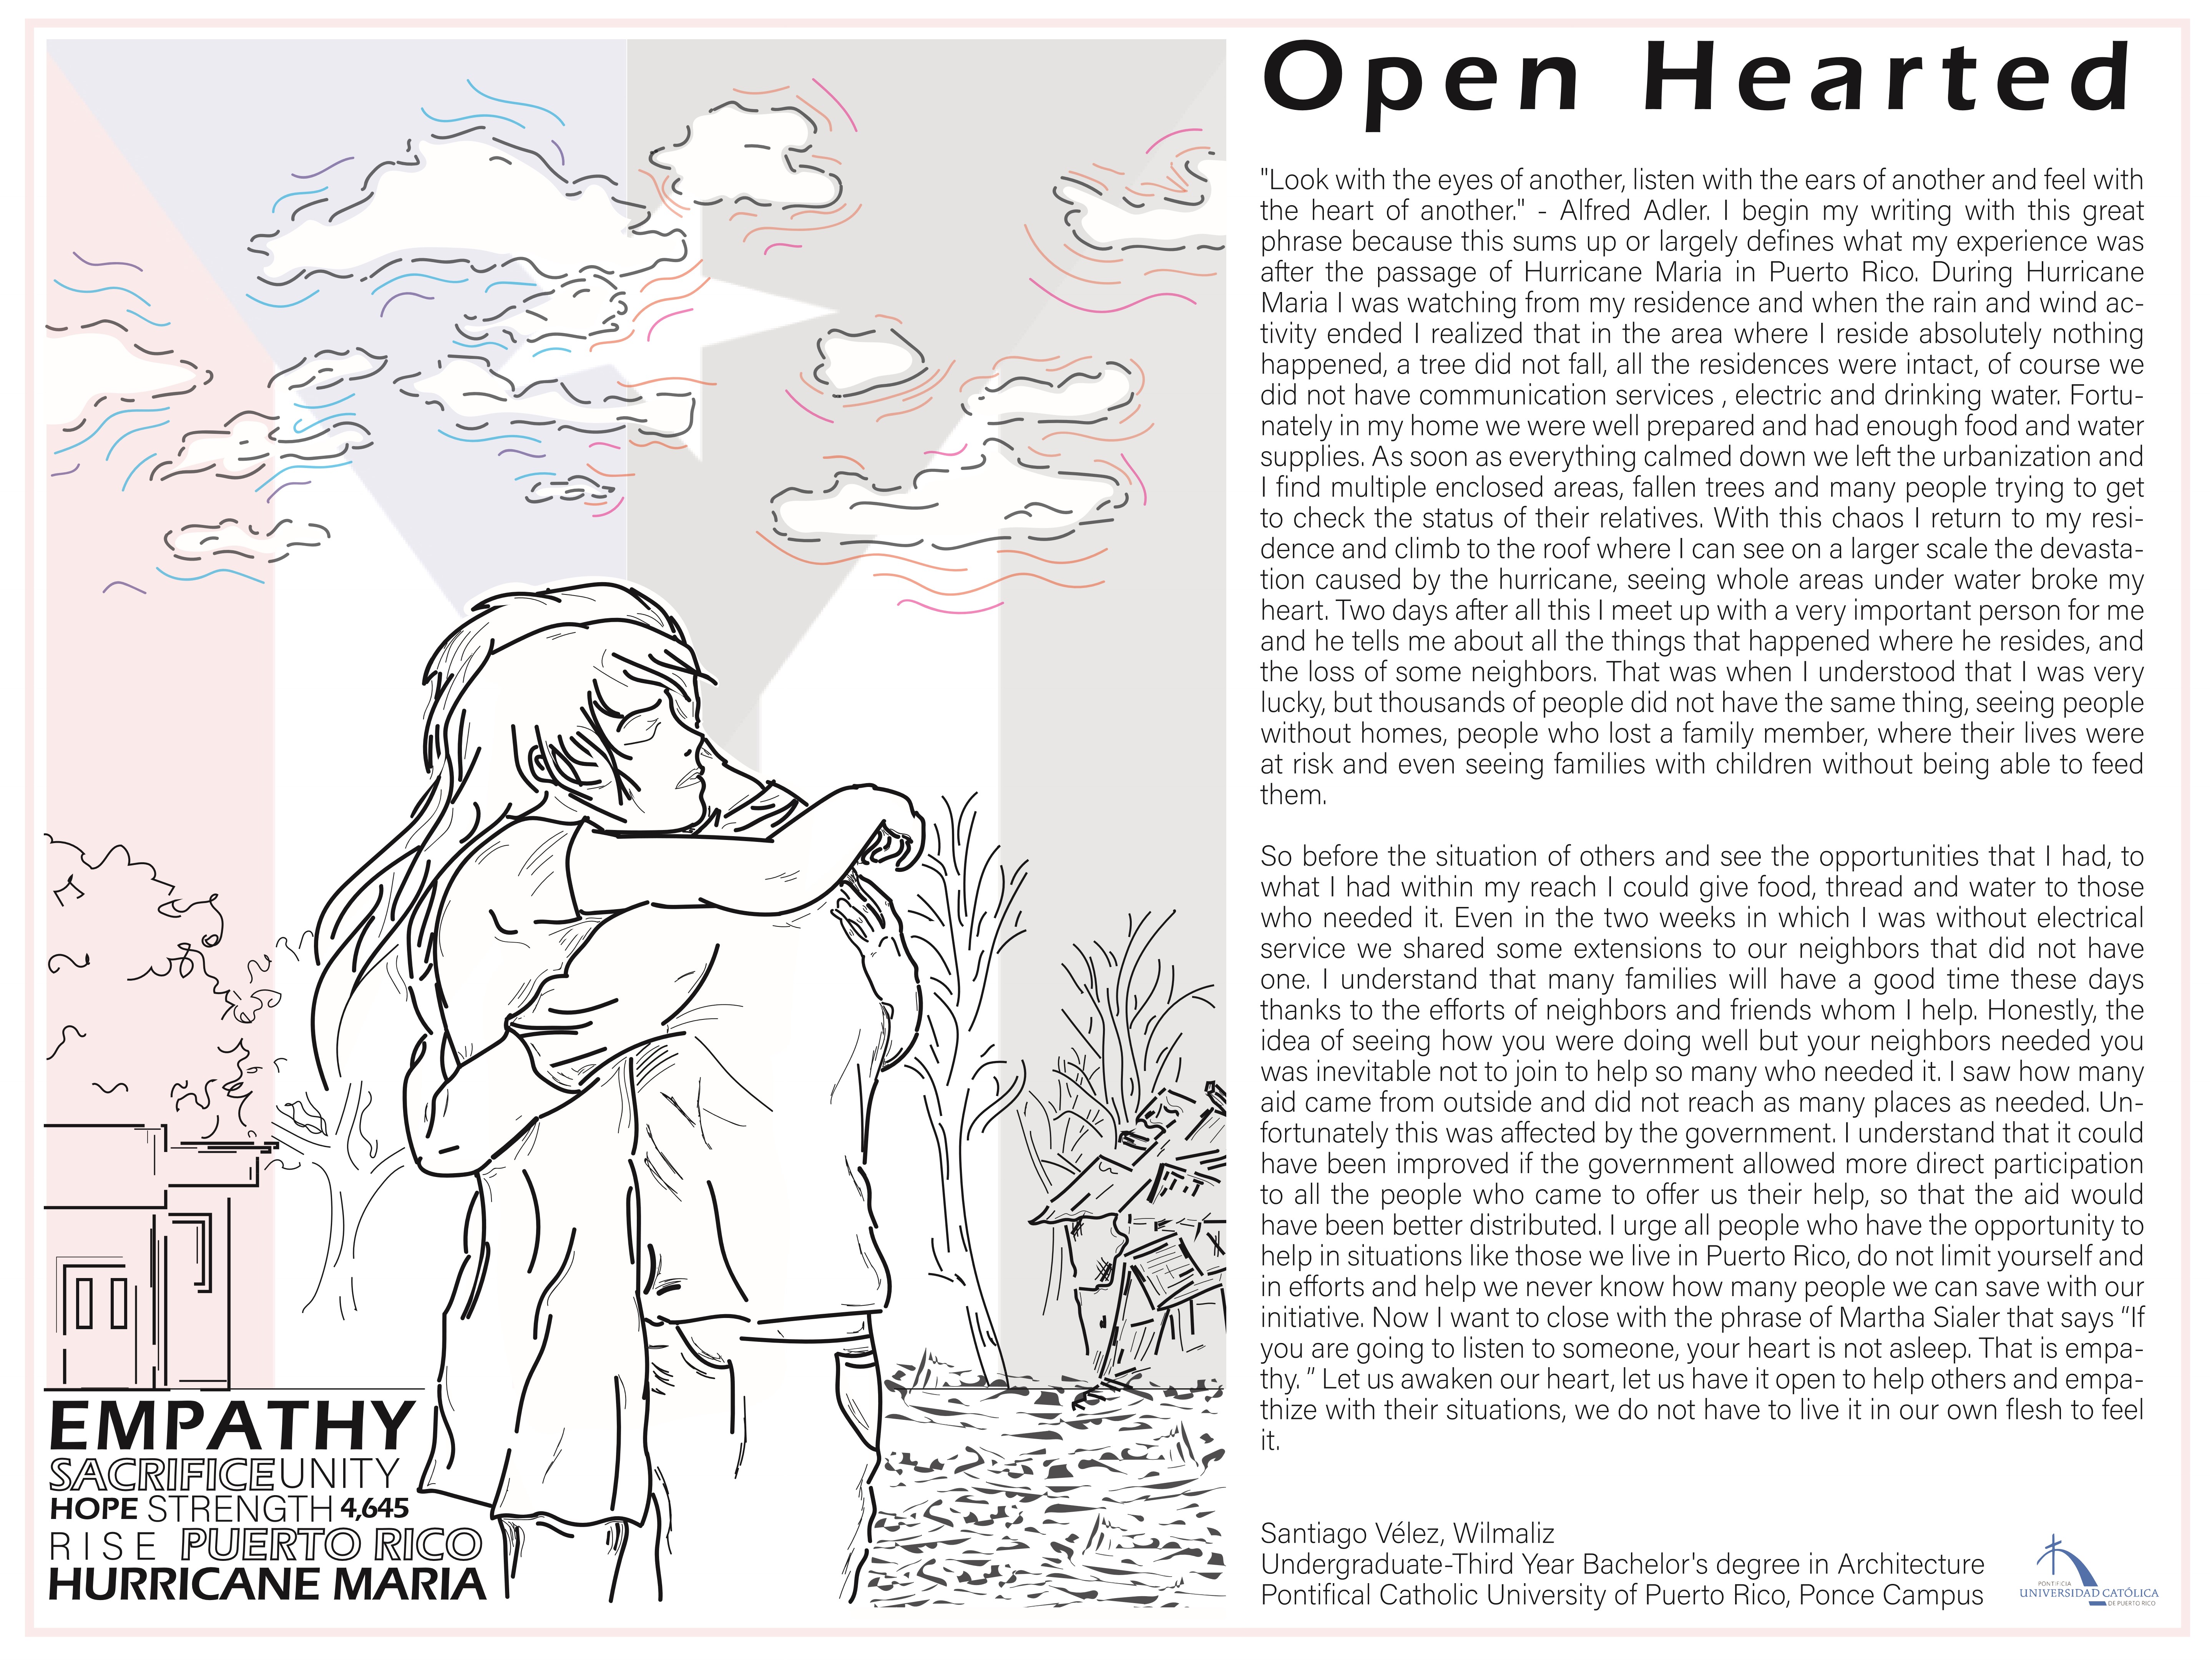 Open Hearted
"Look with the eyes of another, listen with the ears of another and feel with
the heart of another." - Alfred Adler. I begin my writing with this great
phrase because this sums up or largely defines what my experience was
after the passage of Hurricane Maria in Puerto Rico. During Hurricane
Maria I was watching from my residence and when the rain and wind ac-
tivity ended I realized that in the area where I reside absolutely nothing
happened, a tree did not fall, all the residences were intact, of course we
did not have communication services , electric and drinking water. Fortu-
nately in my home we were well prepared and had enough food and water
supplies. As soon as everything calmed down we left the urbanization and
I find multiple enclosed areas, fallen trees and many people trying to get
to check the status of their relatives. With this chaos I return to my resi-
dence and climb to the roof where I can see on a larger scale the devasta-
tion caused by the hurricane, seeing whole areas under water broke my
heart. Two days after all this I meet up with a very important person for me
and he tells me about all the things that happened where he resides, and
the loss of some neighbors. That was when I understood that I was very
lucky, but thousands of people did not have the same thing, seeing people
without homes, people who lost a family member, where their lives were
at risk and even seeing families with children without being able to feed
them.
So before the situation of others and see the opportunities that I had, to
what I had within my reach I could give food, thread and water to those
who needed it. Even in the two weeks in which I was without electrical
service we shared some extensions to our neighbors that did not have
one. I understand that many families will have a good time these days
thanks to the efforts of neighbors and friends whom I help. Honestly, the
idea of seeing how you were doing well but your neighbors needed you
was inevitable not to join to help so many who needed it. I saw how many
aid came from outside and did not reach as many places as needed. Un-
fortunately this was affected by the government. I understand that it could
have been improved if the government allowed more direct participation
to all the people who came to offer us their help, so that the aid would
have been better distributed. I urge all people who have the opportunity to
help in situations like those we live in Puerto Rico, do not limit yourself and
in efforts and help we never know how many people we can save with our
initiative. Now I want to close with the phrase of Martha Sialer that says “If
you are going to listen to someone, your heart is not asleep. That is empa-
thy. ” Let us awaken our heart, let us have it open to help others and empa-
thize with their situations, we do not have to live it in our own flesh to feel
it.
Santiago Vélez, Wilmaliz
Undergraduate-Third Year Bachelor's degree in Architecture
Pontifical Catholic University of Puerto Rico, Ponce Campus
PONTIFICIA
UNIVERSIDAD CATÓLICA
DE PUERTO RICO
EMPATHY
SACRIFICE UNITY
HOPE STRENGTH 4,645
RISE PUERTO RICO
HURRICANE MARIA